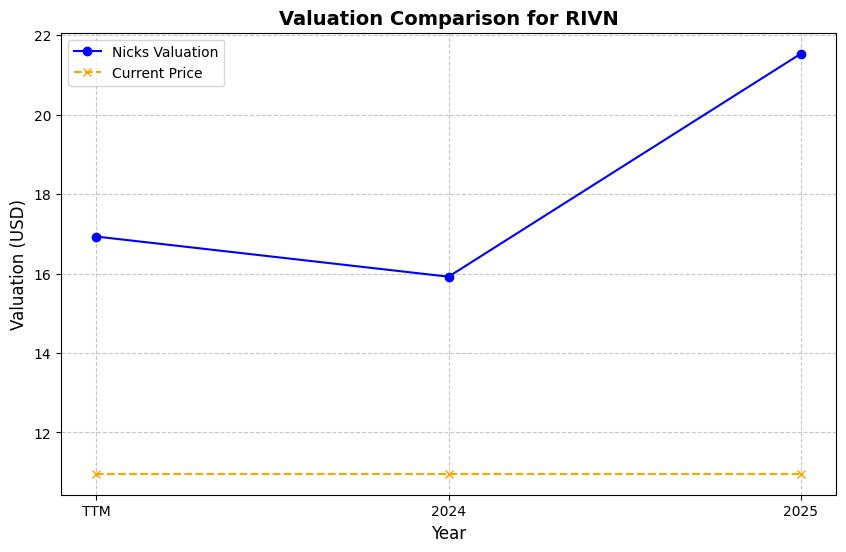 Valuation Comparison for RIVN
Nicks Valuation
Current Price
Valuation (USD)
22
20
18
16
14
12
TTM
2024
2025
Year